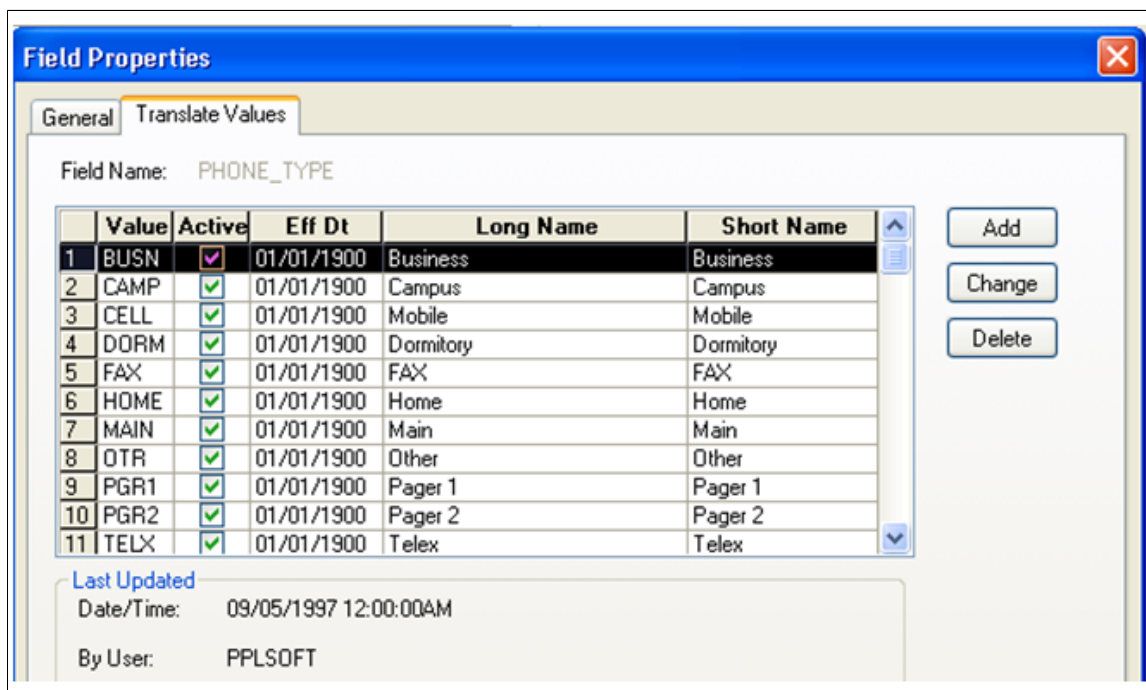 Field Properties
General Translate Values
Field Name: PHONE_TYPE
Value Active Eff Dt Long Name Short Name
1 BUSN 01/01/1900 Business Business
2 CAMP 01/01/1900 Campus Campus
3 CELL 01/01/1900 Mobile Mobile
4 DORM 01/01/1900 Dormitory Dormitory
5 FAX 01/01/1900 FAX FAX
6 HOME 01/01/1900 Home Home
7 MAIN 01/01/1900 Main Main
8 OTR 01/01/1900 Other Other
9 PGR1 01/01/1900 Pager 1 Pager 1
10 PGR2 01/01/1900 Pager 2 Pager 2
11 TELX 01/01/1900 Telex Telex
Add
Change
Delete
Last Updated
Date/Time: 09/05/1997 12:00:00AM
By User: PPLSOFT